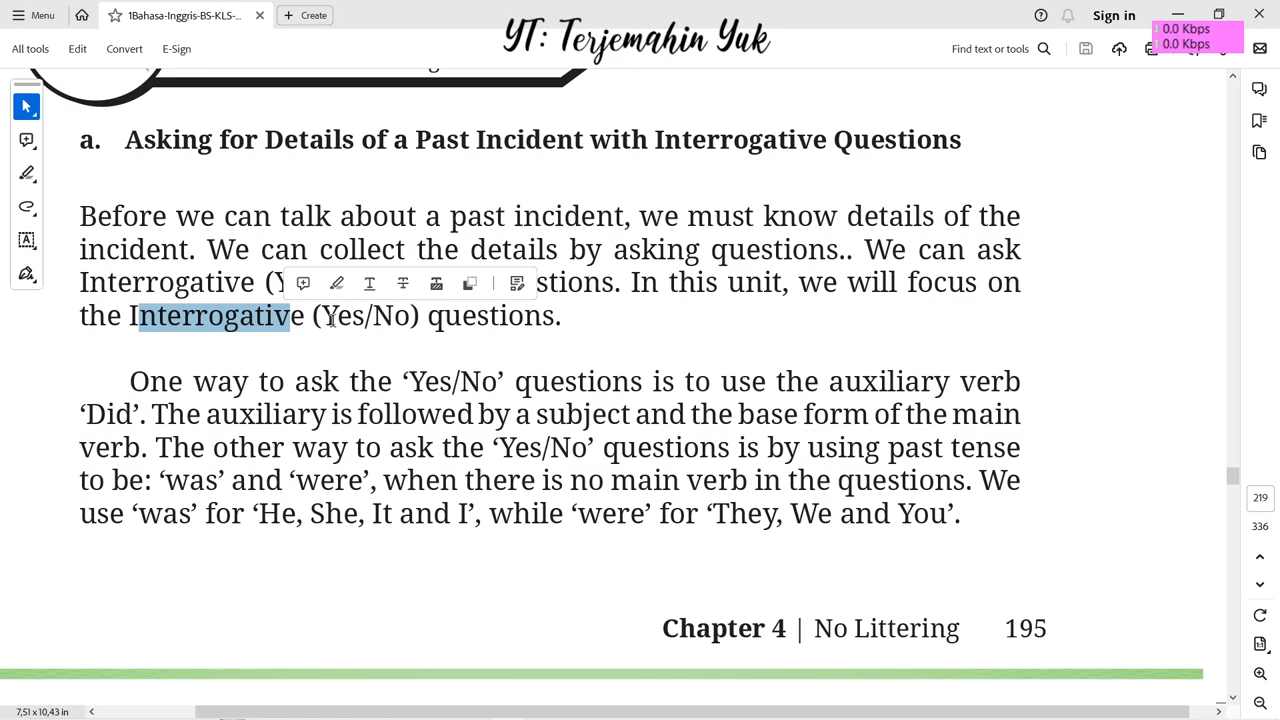 Menu
1Bahasa-Inggris-BS-KLS-...
Create
YT: Terjemahin Yuk
Sign in
0.0 Kbps
0.0 Kbps
All tools Edit Convert E-Sign
Find text or tools
a. Asking for Details of a Past Incident with Interrogative Questions
Before we can talk about a past incident, we must know details of the
incident. We can collect the details by asking questions.. We can ask
Interrogative (Y stions. In this unit, we will focus on
the Interrogative (Yes/No) questions.
One way to ask the ‘Yes/No’ questions is to use the auxiliary verb
‘Did’. The auxiliary is followed by a subject and the base form of the main
verb. The other way to ask the ‘Yes/No’ questions is by using past tense
to be: ‘was’ and ‘were’, when there is no main verb in the questions. We
use ‘was’ for ‘He, She, It and I’, while ‘were’ for ‘They, We and You’.
Chapter 4 | No Littering 195
219
336
7,51 x 10,43 in